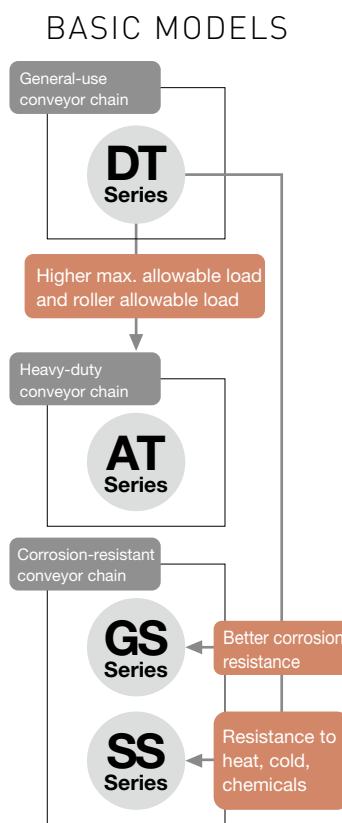 BASIC MODELS
General-use
conveyor chain
DT
Series
Higher max. allowable load
and roller allowable load
Heavy-duty
conveyor chain
AT
Series
Corrosion-resistant
conveyor chain
GS
Series
Better corrosion
resistance
SS
Series
Resistance to
heat, cold,
chemicals